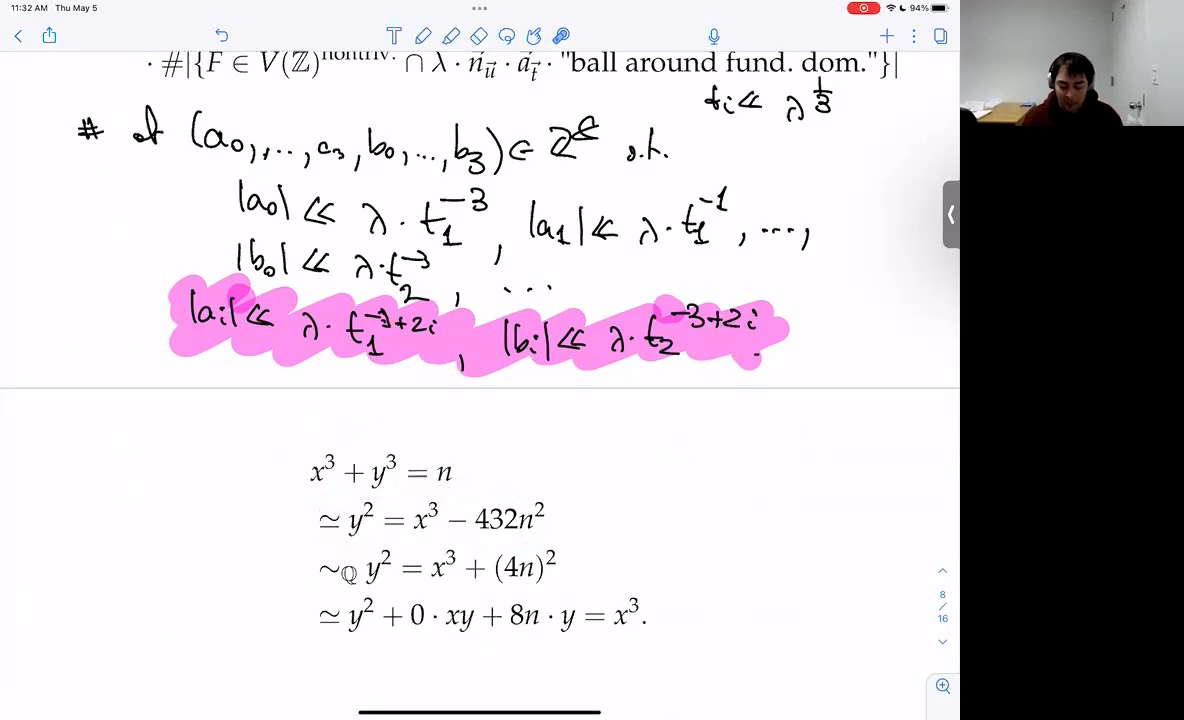 11:32 AM Thu May 5
94%
· #|{F ∈ V(ℤ)^{nontriv.} ∩ λ · n⃗_{u⃗} · a⃗_{t⃗} · "ball around fund. dom."}|
t_i ≪ λ^{1/3}
# of (a_0, ..., a_3, b_0, ..., b_3) ∈ ℤ^8 s.t.
|a_0| ≪ λ · t_1^{-3}, |a_1| ≪ λ · t_1^{-1}, ...,
|b_0| ≪ λ · t_2^{-3}, ...
|a_i| ≪ λ · t_1^{-3+2i}, |b_i| ≪ λ · t_2^{-3+2i}.
x^3 + y^3 = n
≃ y^2 = x^3 − 432n^2
∼_ℚ y^2 = x^3 + (4n)^2
≃ y^2 + 0 · xy + 8n · y = x^3.
8
/
16